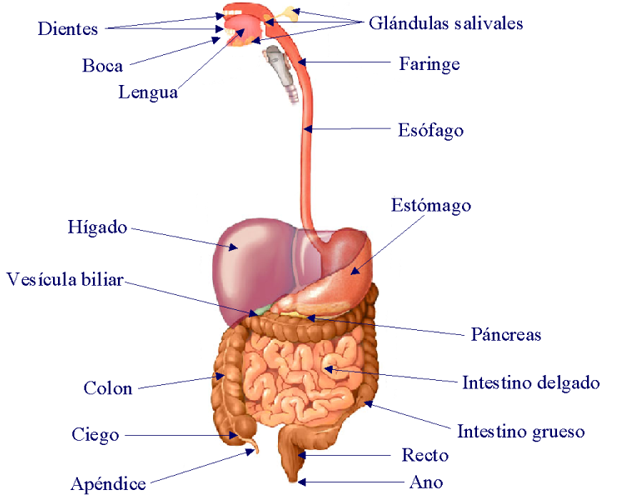 Dientes
Glándulas salivales
Boca
Faringe
Lengua
Esófago
Estómago
Hígado
Vesícula biliar
Páncreas
Colon
Intestino delgado
Ciego
Intestino grueso
Recto
Apéndice
Ano